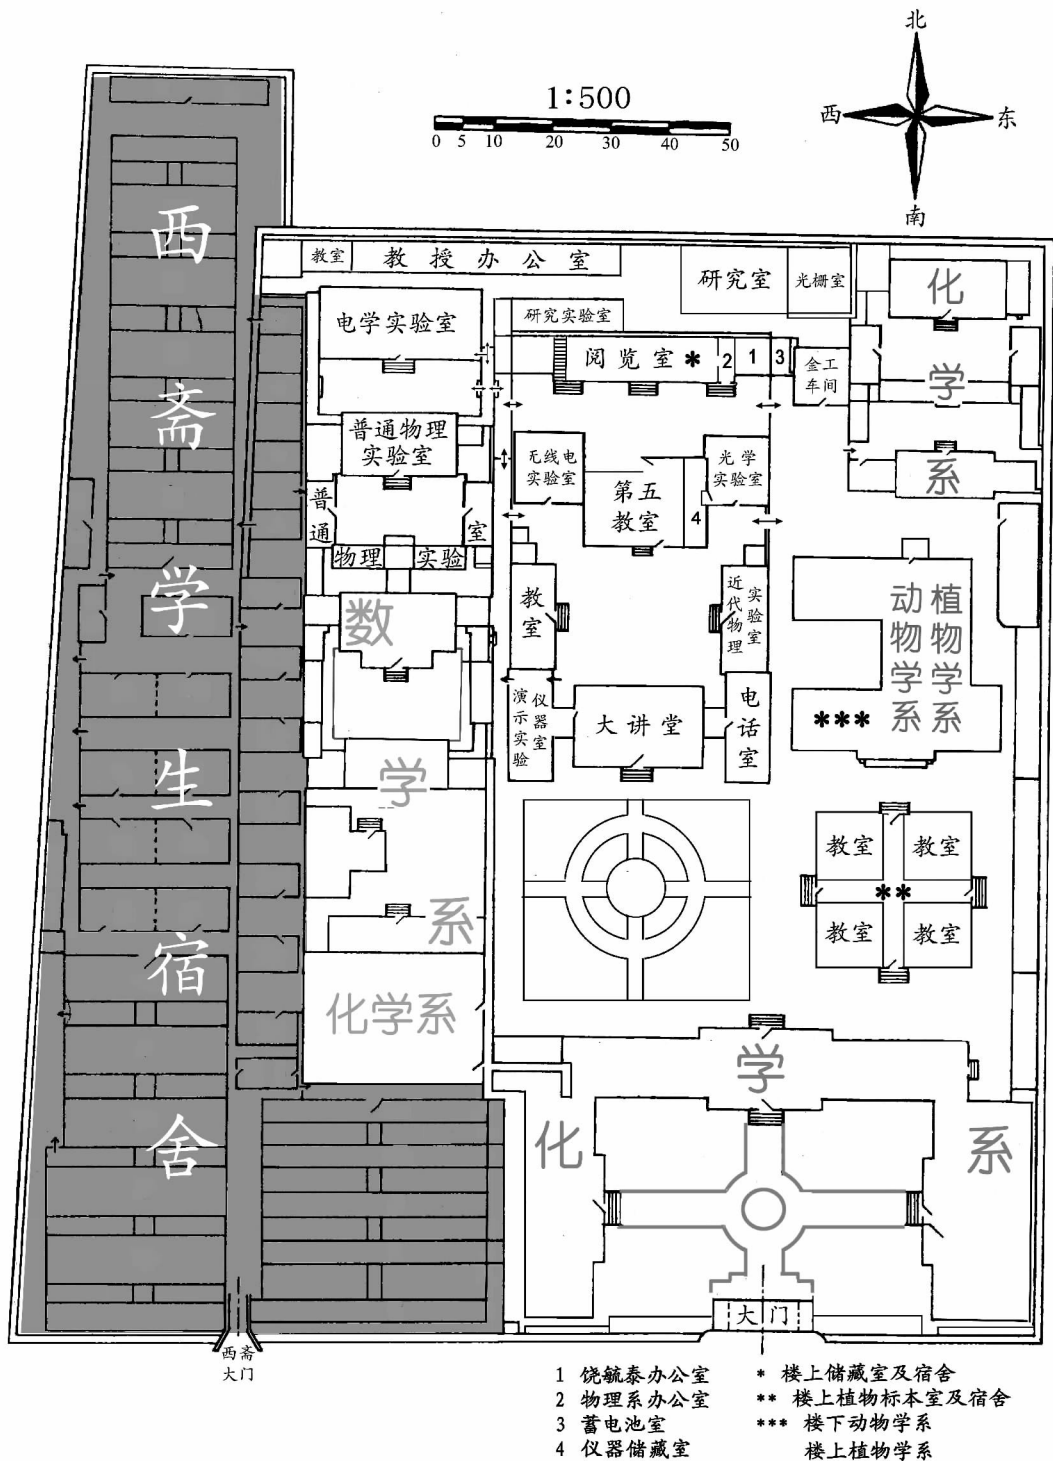 北
西
东
南
1:500
0 5 10 20 30 40 50
西斋学生宿舍
教室
教授办公室
研究室
光栅室
化学系
电学实验室
研究实验室
阅览室*
2
1
3
金工
车间
普通物理
实验室
无线电
实验室
第五
教室
4
光学
实验室
普通
物理
实验
室
数学系
教室
近代物理
实验室
动物学系
植物学系
***
演示实验
仪器室
大讲堂
电话室
教室
教室
**
教室
教室
化学系
化学系
大门
西斋
大门
1 饶毓泰办公室
2 物理系办公室
3 蓄电池室
4 仪器储藏室
* 楼上储藏室及宿舍
** 楼上植物标本室及宿舍
*** 楼下动物学系
楼上植物学系